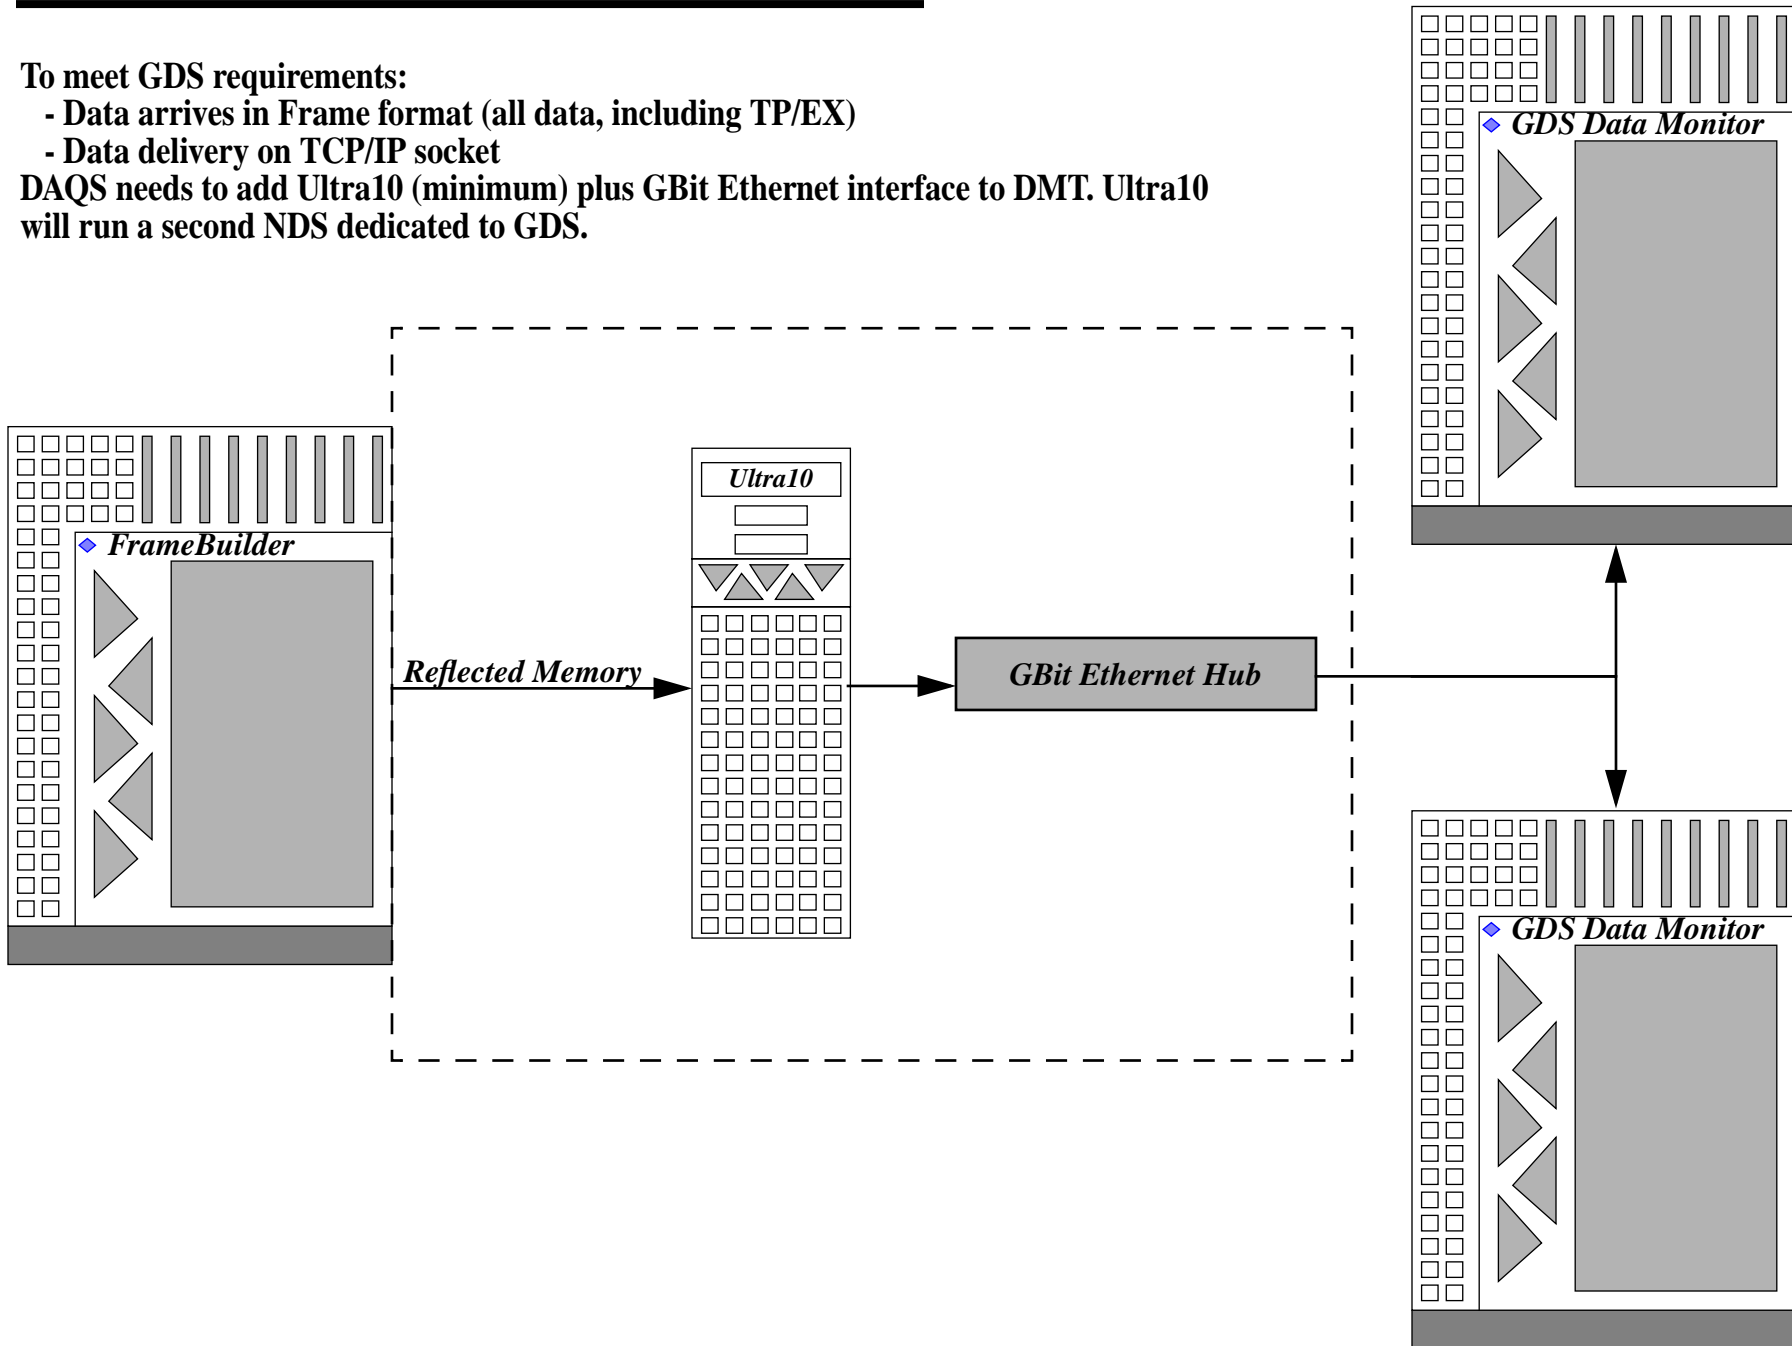 To meet GDS requirements:
- Data arrives in Frame format (all data, including TP/EX)
- Data delivery on TCP/IP socket
DAQS needs to add Ultra10 (minimum) plus GBit Ethernet interface to DMT. Ultra10
will run a second NDS dedicated to GDS.
GDS Data Monitor
Ultra10
FrameBuilder
Reflected Memory
GBit Ethernet Hub
GDS Data Monitor